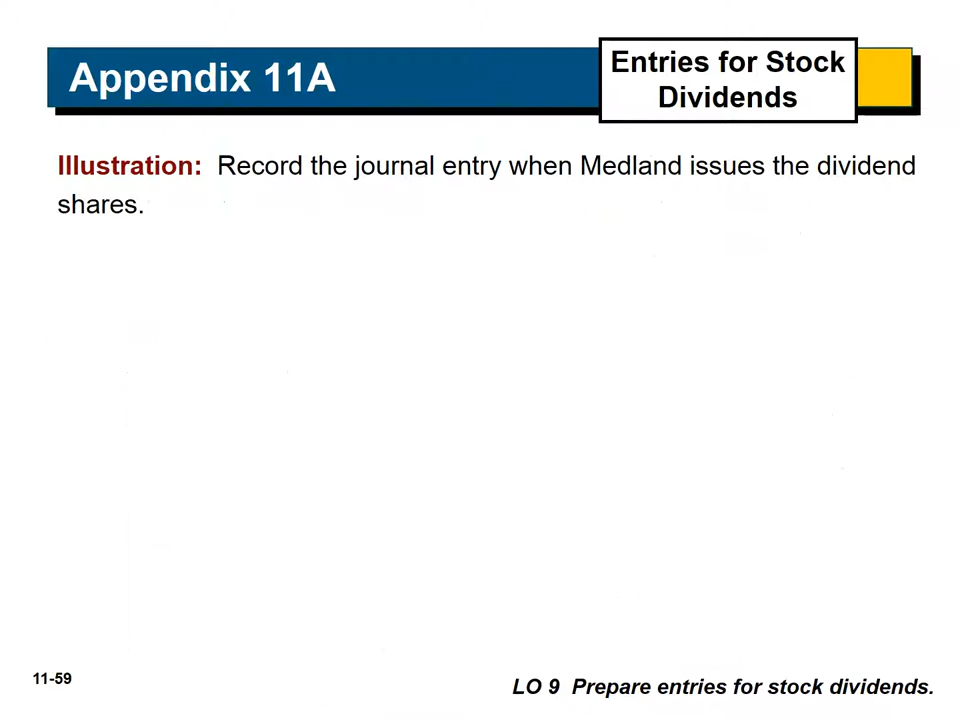 Appendix 11A
Entries for Stock
Dividends
Illustration: Record the journal entry when Medland issues the dividend
shares.
11-59
LO 9 Prepare entries for stock dividends.